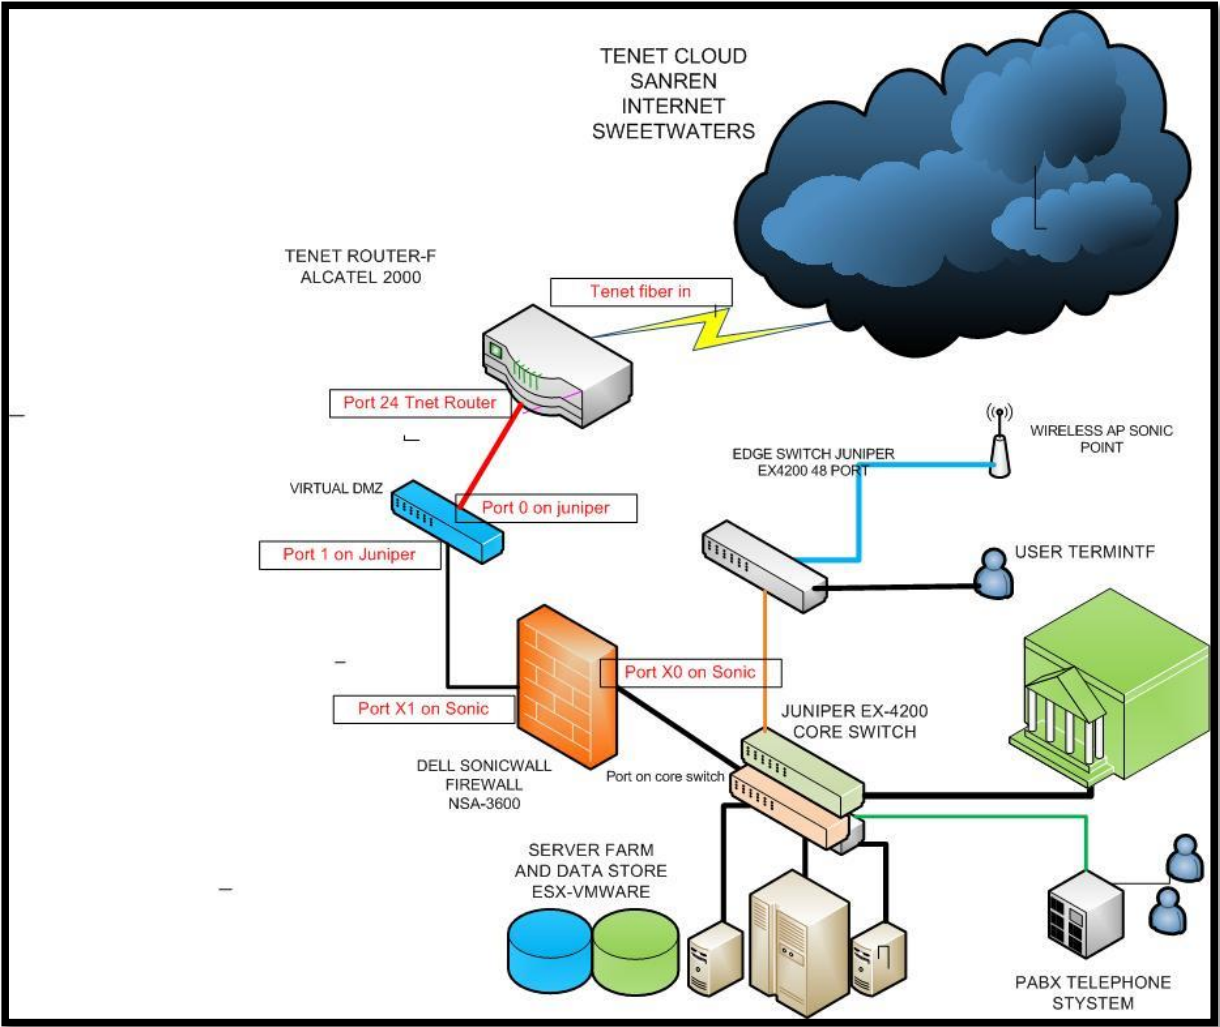 TENET CLOUD
SANREN
INTERNET
SWEETWATERS
TENET ROUTER-F
ALCATEL 2000
Tenet fiber in
Port 24 Tnet Router
WIRELESS AP SONIC
POINT
EDGE SWITCH JUNIPER
EX4200 48 PORT
VIRTUAL DMZ
Port 0 on juniper
Port 1 on Juniper
USER TERMINTF
Port X0 on Sonic
Port X1 on Sonic
JUNIPER EX-4200
CORE SWITCH
DELL SONICWALL
FIREWALL
NSA-3600
Port on core switch
SERVER FARM
AND DATA STORE
ESX-VMWARE
PABX TELEPHONE
STYSTEM